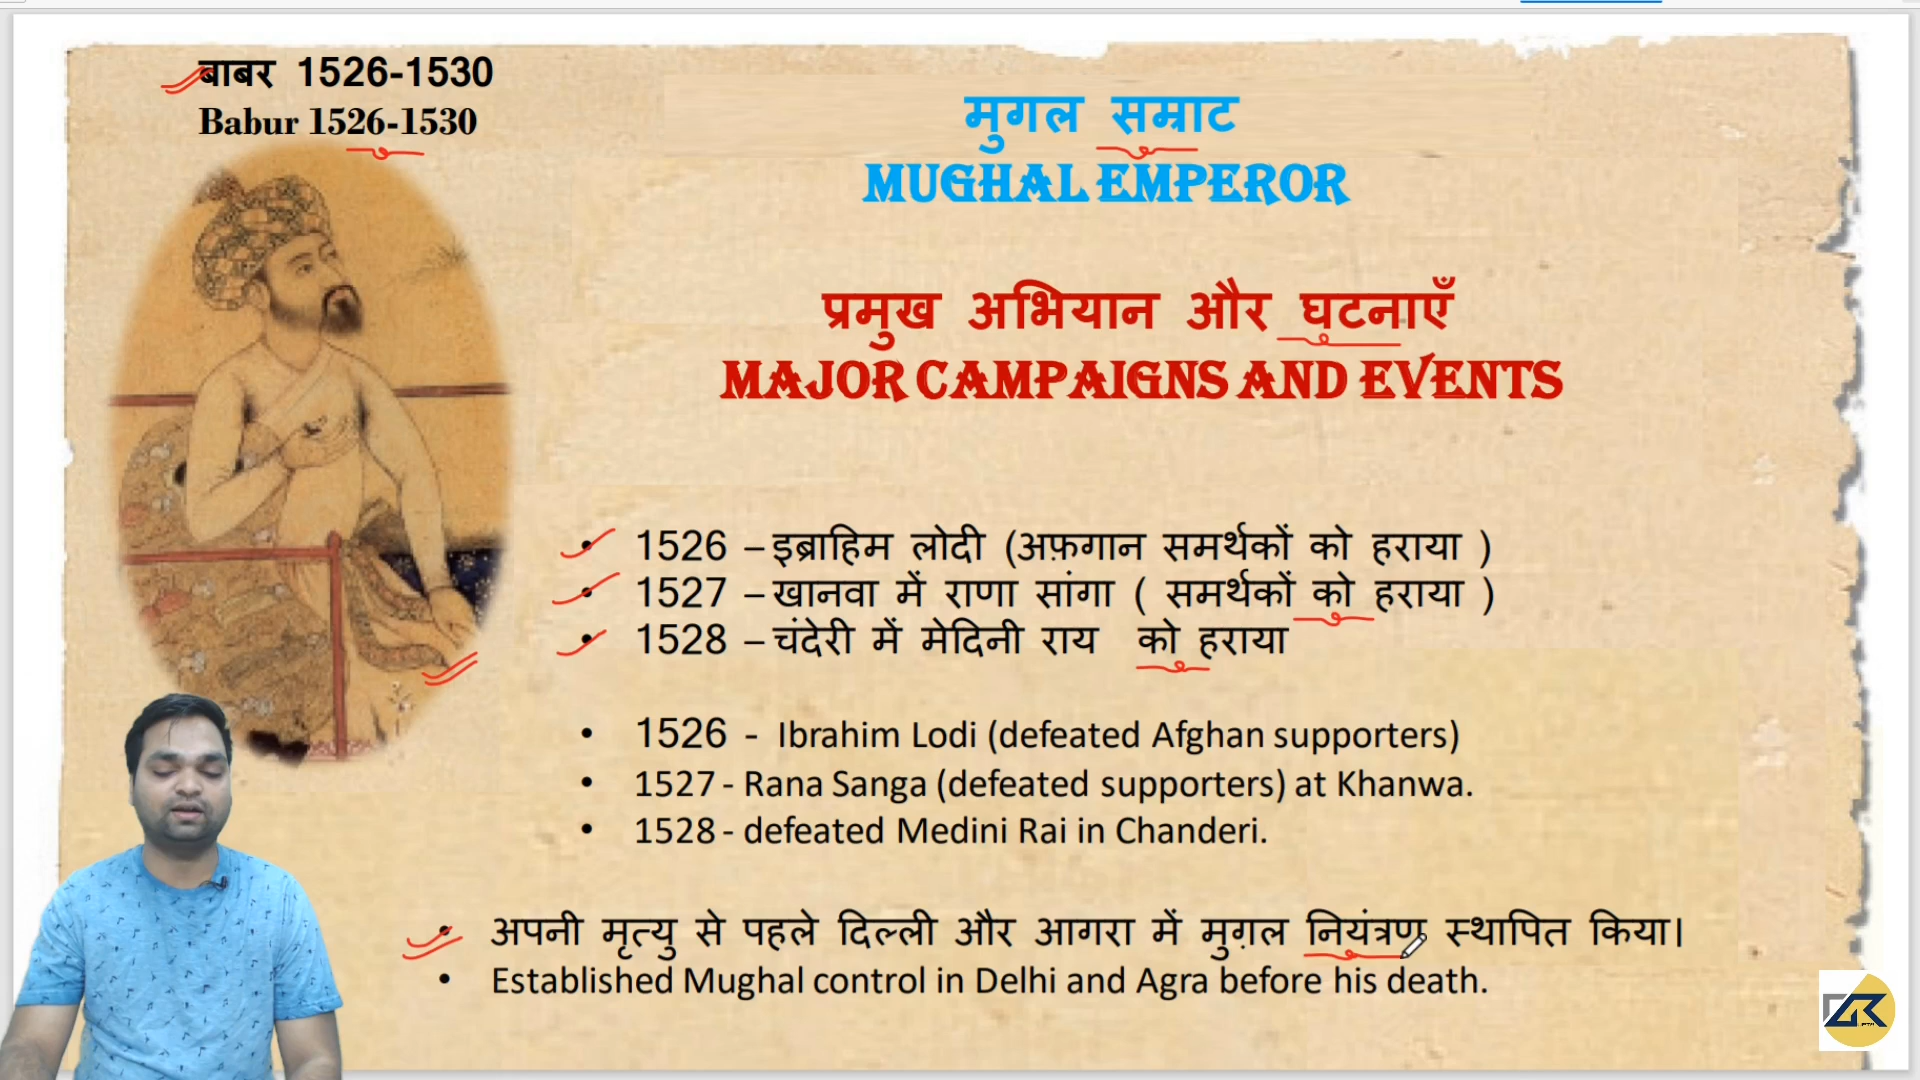 बाबर 1526-1530
Babur 1526-1530
मुगल सम्राट
MUGHAL EMPEROR
प्रमुख अभियान और घटनाएँ
MAJOR CAMPAIGNS AND EVENTS
• 1526 – इब्राहिम लोदी (अफ़गान समर्थकों को हराया )
• 1527 – खानवा में राणा सांगा ( समर्थकों को हराया )
• 1528 – चंदेरी में मेदिनी राय को हराया
• 1526 - Ibrahim Lodi (defeated Afghan supporters)
• 1527 - Rana Sanga (defeated supporters) at Khanwa.
• 1528 - defeated Medini Rai in Chanderi.
• अपनी मृत्यु से पहले दिल्ली और आगरा में मुग़ल नियंत्रण स्थापित किया।
• Established Mughal control in Delhi and Agra before his death.